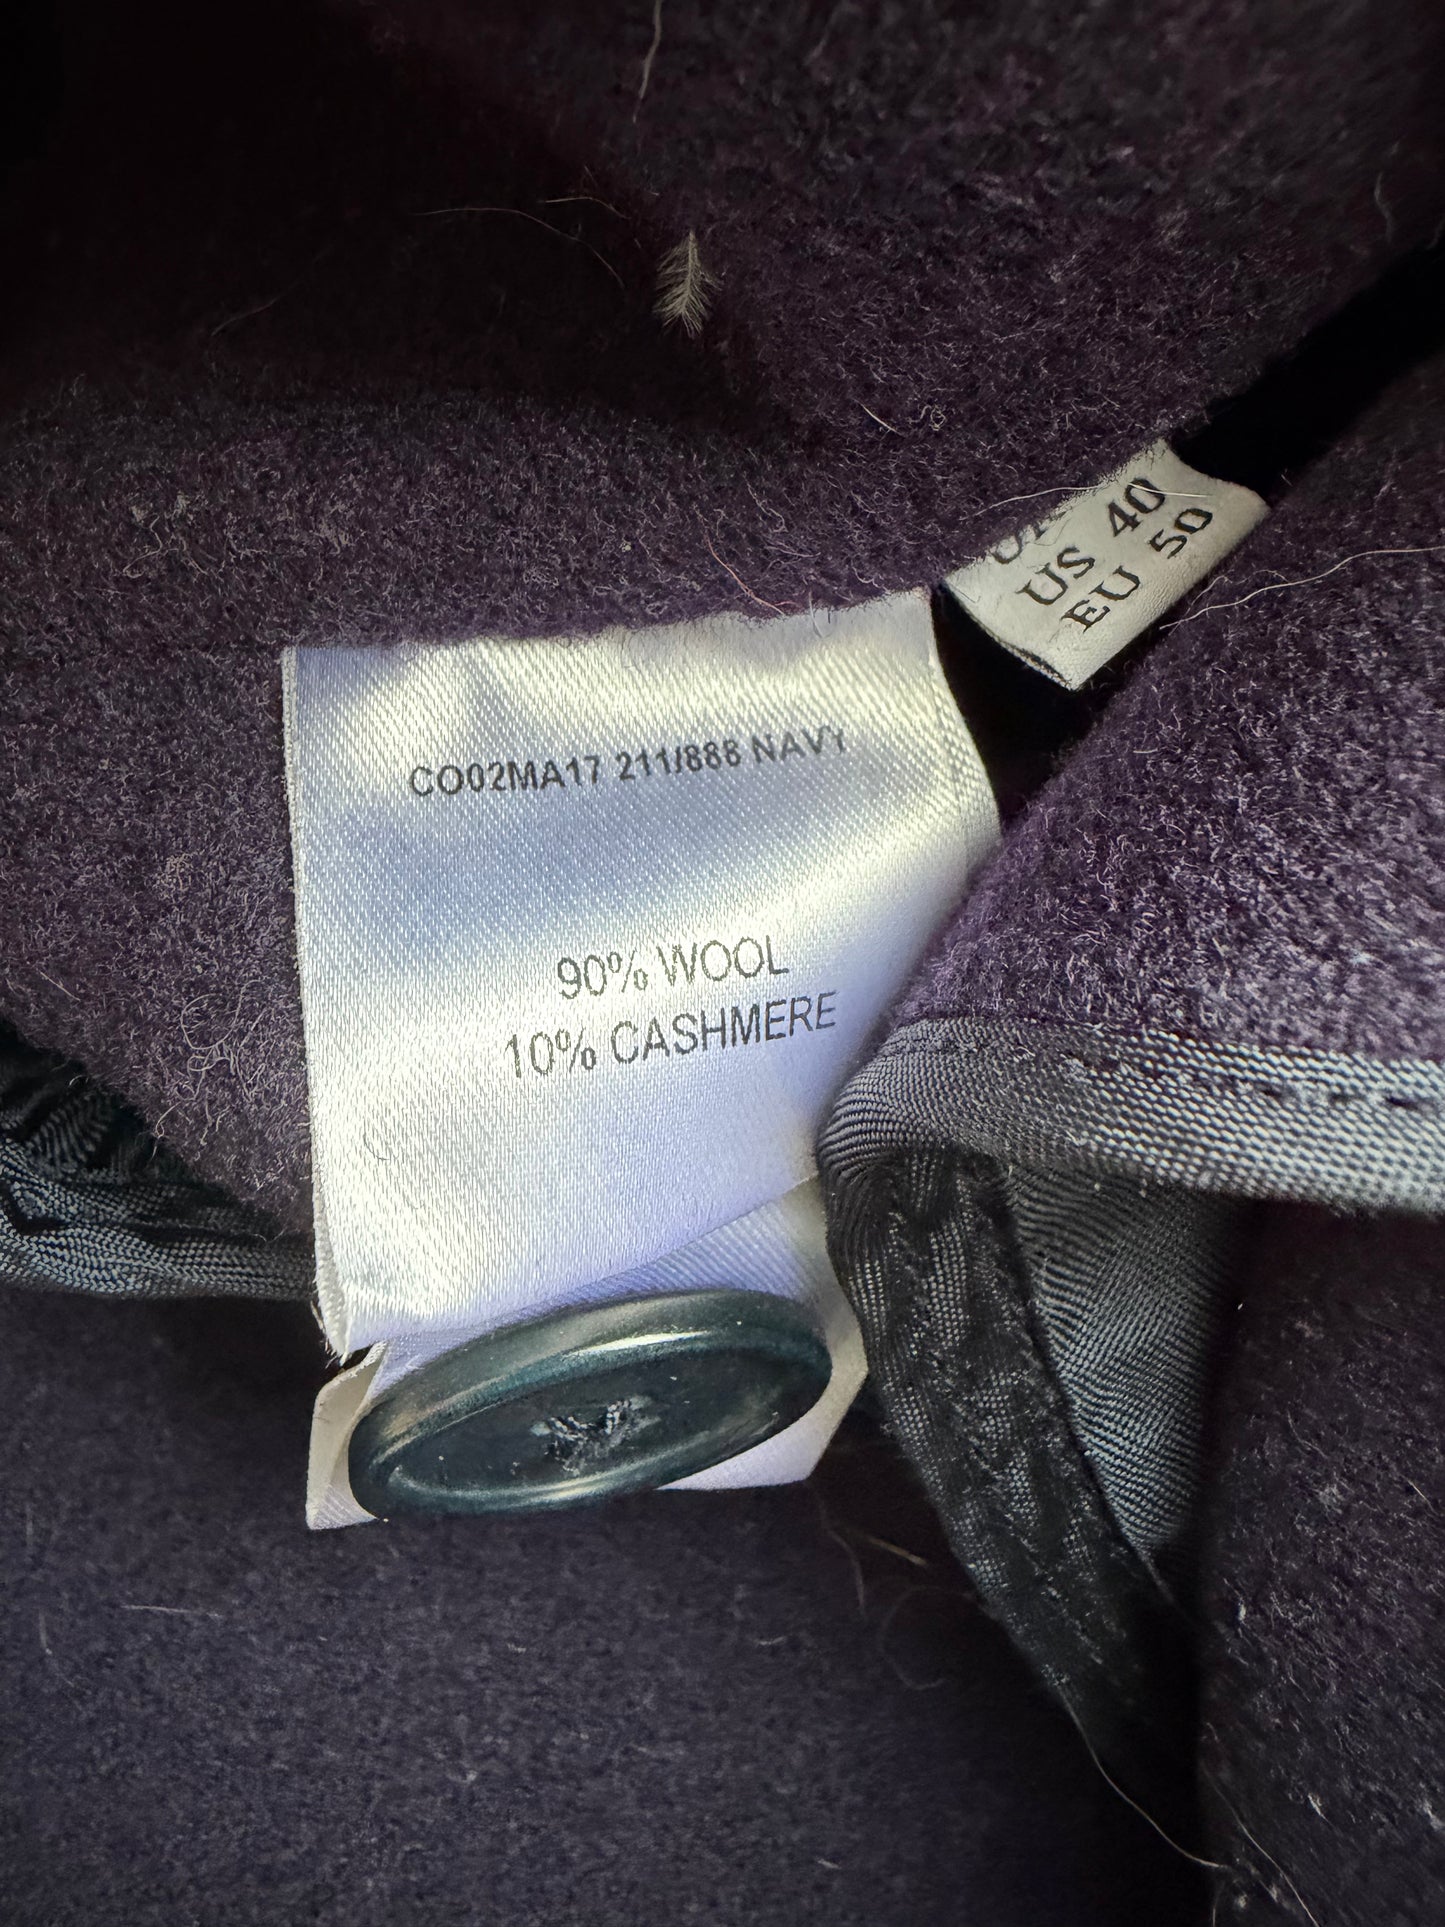 US 40
EU 50
CO02MA17 211/888 NAVY
90% WOOL
10% CASHMERE